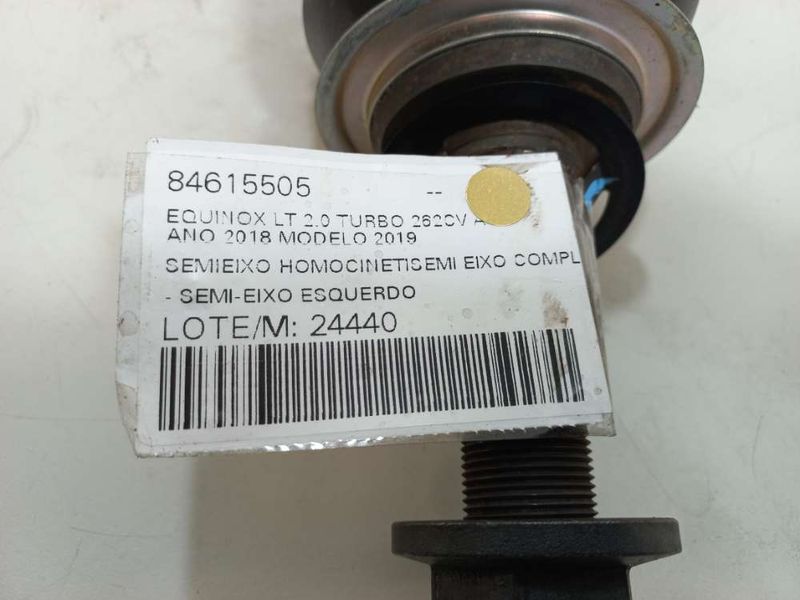 84615505 --
EQUINOX LT 2.0 TURBO 262CV
ANO 2018 MODELO 2019
SEMIEIXO HOMOCINETISEMI EIXO COMPL
- SEMI-EIXO ESQUERDO
LOTE/M: 24440